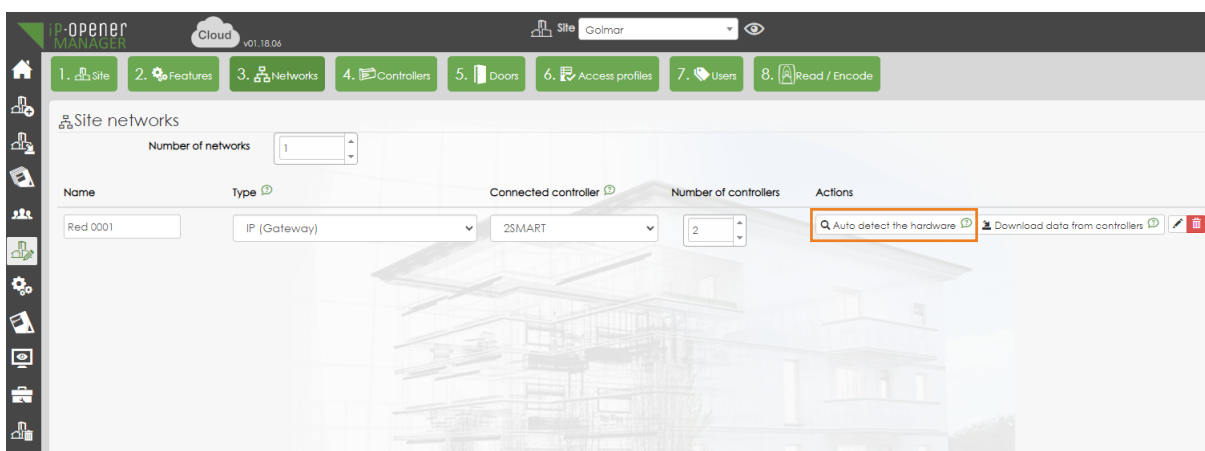 iP-OPENER
MANAGER
Cloud
v01.18.06
Site Golmar
1. Site
2. Features
3. Networks
4. Controllers
5. Doors
6. Access profiles
7. Users
8. Read / Encode
Site networks
Number of networks 1
Name Type Connected controller Number of controllers Actions
Red 0001 IP (Gateway) 2SMART 2 Auto detect the hardware Download data from controllers